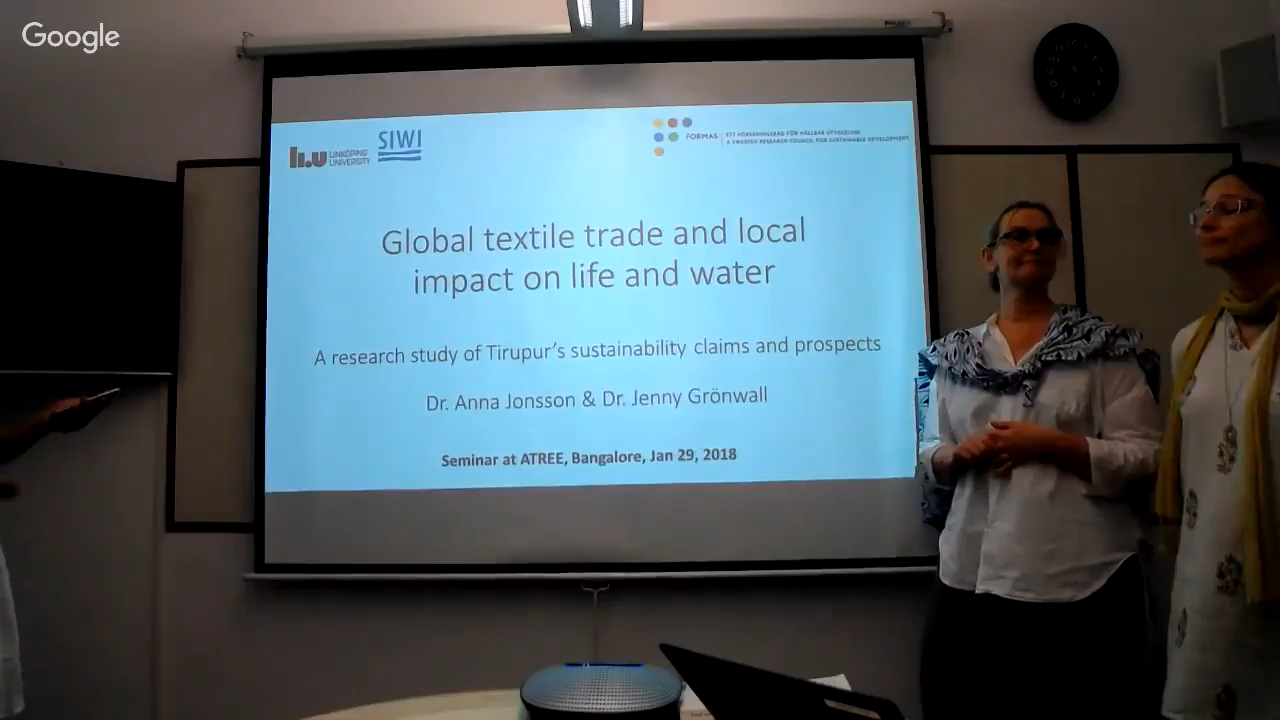 Google
LINKÖPING
UNIVERSITY
SIWI
FORMAS
ETT FORSKNINGSRÅD FÖR HÅLLBAR UTVECKLING
A SWEDISH RESEARCH COUNCIL FOR SUSTAINABLE DEVELOPMENT
Global textile trade and local
impact on life and water
A research study of Tirupur's sustainability claims and prospects
Dr. Anna Jonsson & Dr. Jenny Grönwall
Seminar at ATREE, Bangalore, Jan 29, 2018